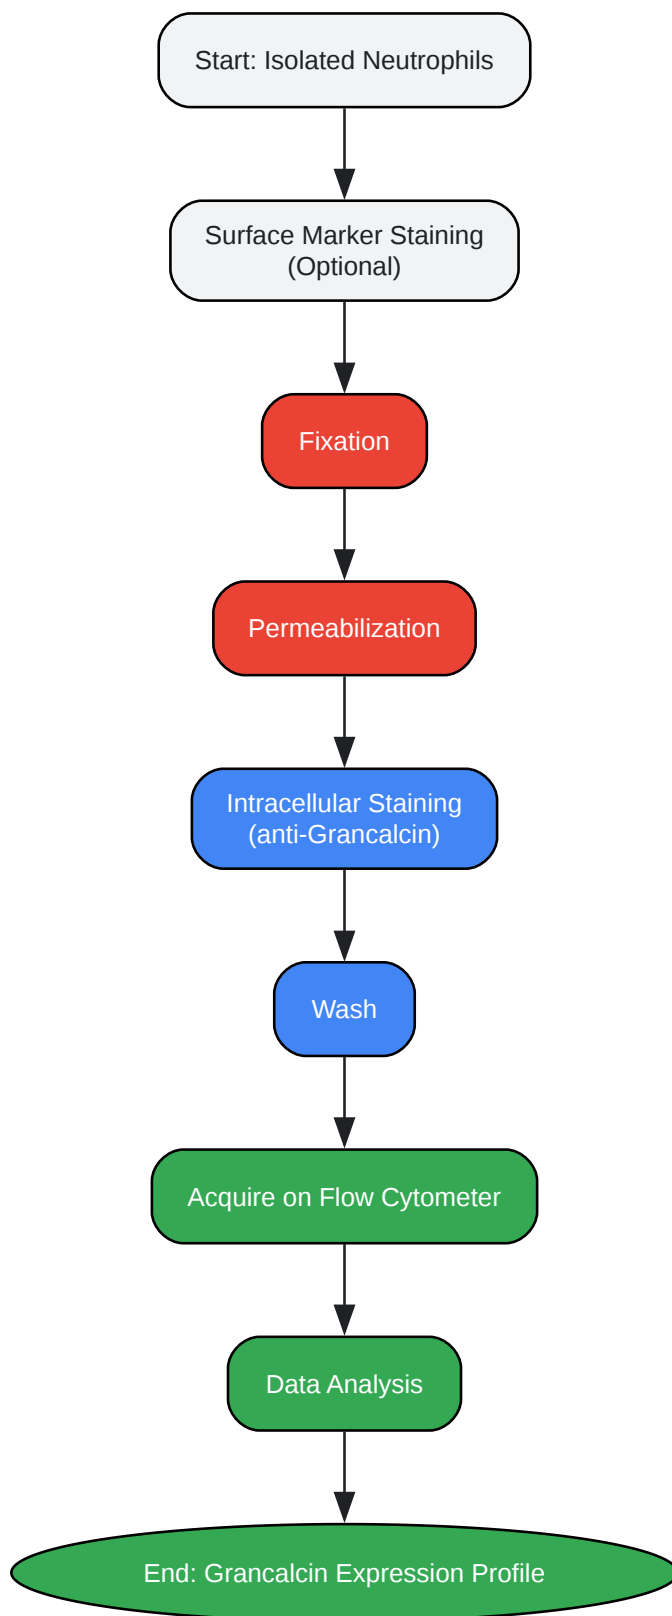 Start: Isolated Neutrophils
Surface Marker Staining
(Optional)
Fixation
Permeabilization
Intracellular Staining
(anti-Grancalcin)
Wash
Acquire on Flow Cytometer
Data Analysis
End: Grancalcin Expression Profile